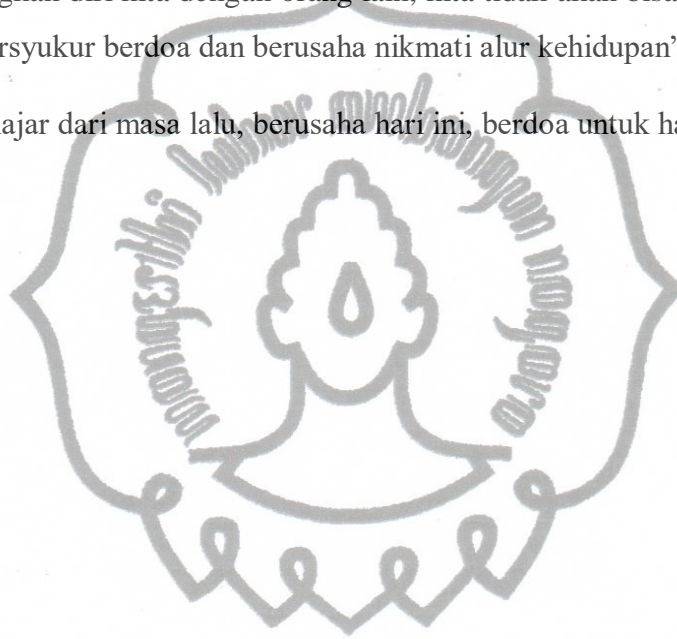 diri kita dengan orang lain, kita tidak akan bisa
rsyukur berdoa dan berusaha nikmati alur kehidupan”
ajar dari masa lalu, berusaha hari ini, berdoa untuk ha